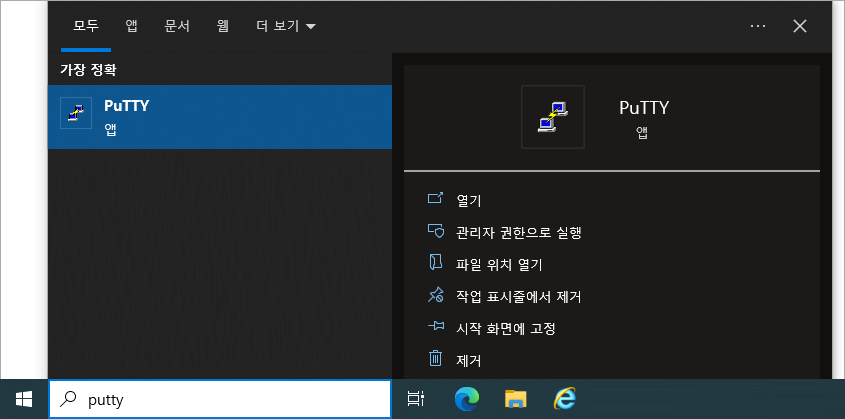 모두 앱 문서 웹 더 보기
가장 정확
PuTTY
앱
PuTTY
앱
열기
관리자 권한으로 실행
파일 위치 열기
작업 표시줄에서 제거
시작 화면에 고정
제거
putty